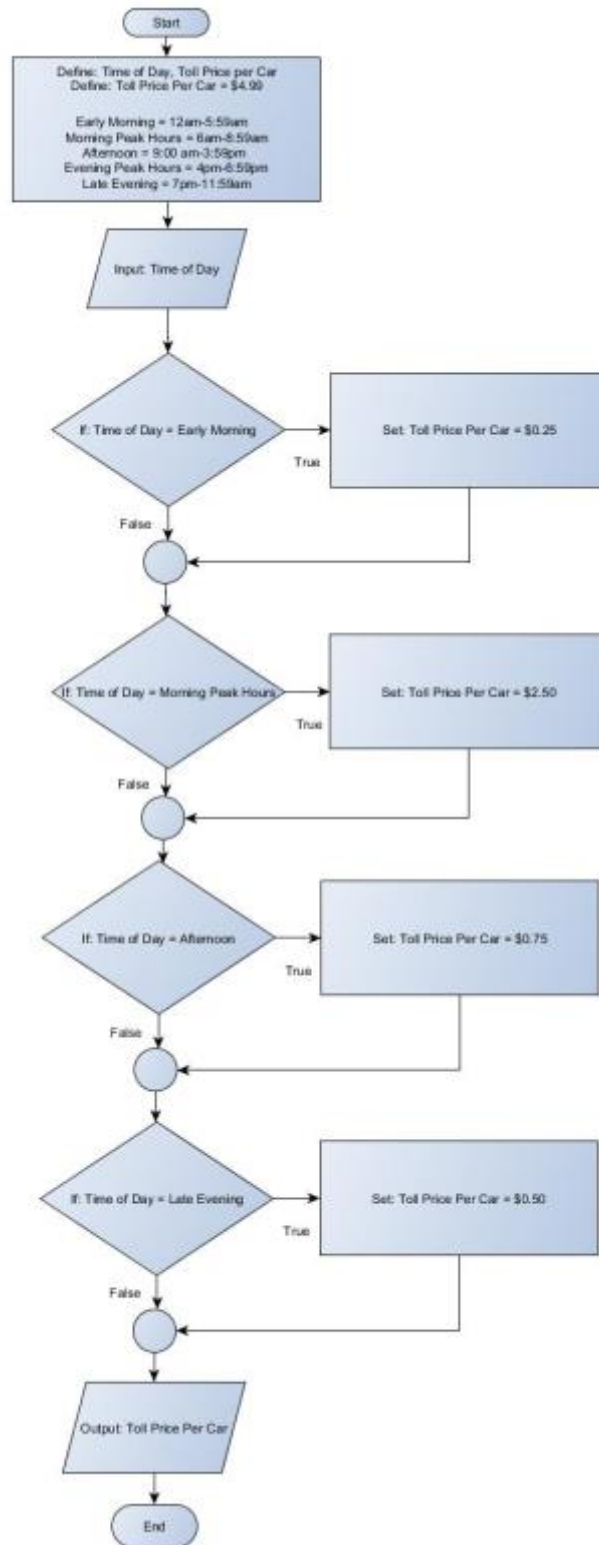 Start
Define: Time of Day, Toll Price per Car
Define: Toll Price Per Car = $4.99
Early Morning = 12am-5:59am
Morning Peak Hours = 6am-8:59am
Afternoon = 9:00 am-3:59pm
Evening Peak Hours = 4pm-6:59pm
Late Evening = 7pm-11:59am
Input: Time of Day
If: Time of Day = Early Morning
True
Set: Toll Price Per Car = $0.25
False
If: Time of Day = Morning Peak Hours
True
Set: Toll Price Per Car = $2.50
False
If: Time of Day = Afternoon
True
Set: Toll Price Per Car = $0.75
False
If: Time of Day = Late Evening
True
Set: Toll Price Per Car = $0.50
False
Output: Toll Price Per Car
End